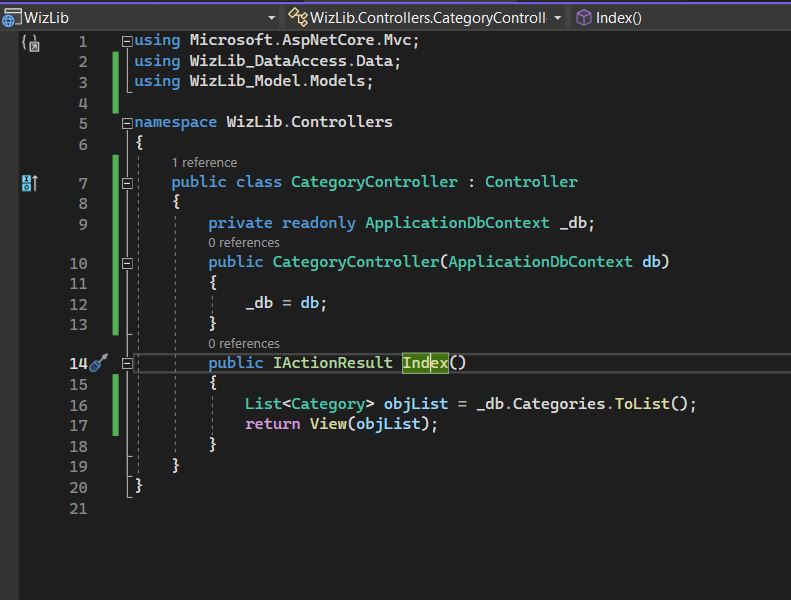 WizLib WizLib.Controllers.CategoryControll Index()
1 using Microsoft.AspNetCore.Mvc;
2 using WizLib_DataAccess.Data;
3 using WizLib_Model.Models;
4
5 namespace WizLib.Controllers
6 {
1 reference
7 public class CategoryController : Controller
8 {
9 private readonly ApplicationDbContext _db;
0 references
10 public CategoryController(ApplicationDbContext db)
11 {
12 _db = db;
13 }
0 references
14 public IActionResult Index()
15 {
16 List<Category> objList = _db.Categories.ToList();
17 return View(objList);
18 }
19 }
20 }
21